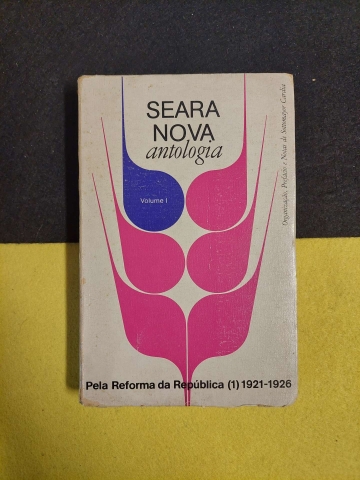 SEARA
NOVA
antologia
Volume I
Organização, Prefácio e Notas de Sottomayor Cardia
Pela Reforma da República (1) 1921-1926